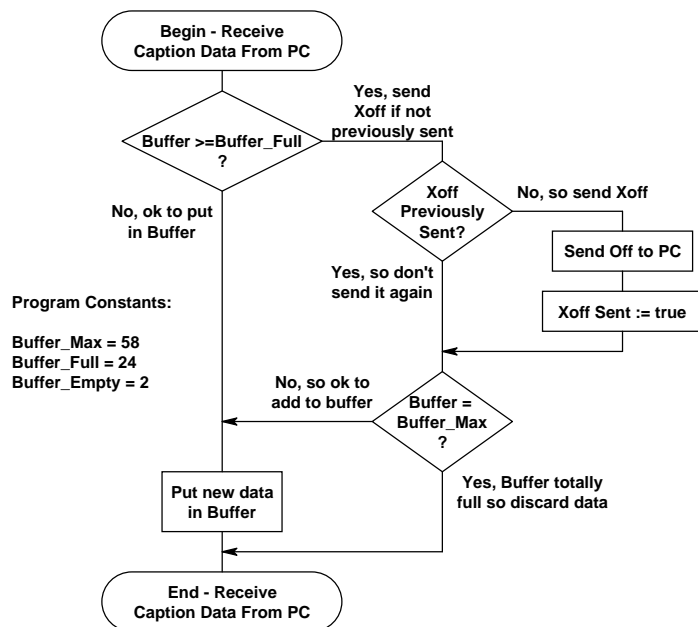 Begin - Receive
Caption Data From PC
Yes, send
Xoff if not
previously sent
Buffer >=Buffer_Full
?
No, ok to put
in Buffer
Xoff
Previously
Sent?
No, so send Xoff
Send Off to PC
Xoff Sent := true
Yes, so don't
send it again
Program Constants:
Buffer_Max = 58
Buffer_Full = 24
Buffer_Empty = 2
No, so ok to
add to buffer
Buffer =
Buffer_Max
?
Yes, Buffer totally
full so discard data
Put new data
in Buffer
End - Receive
Caption Data From PC